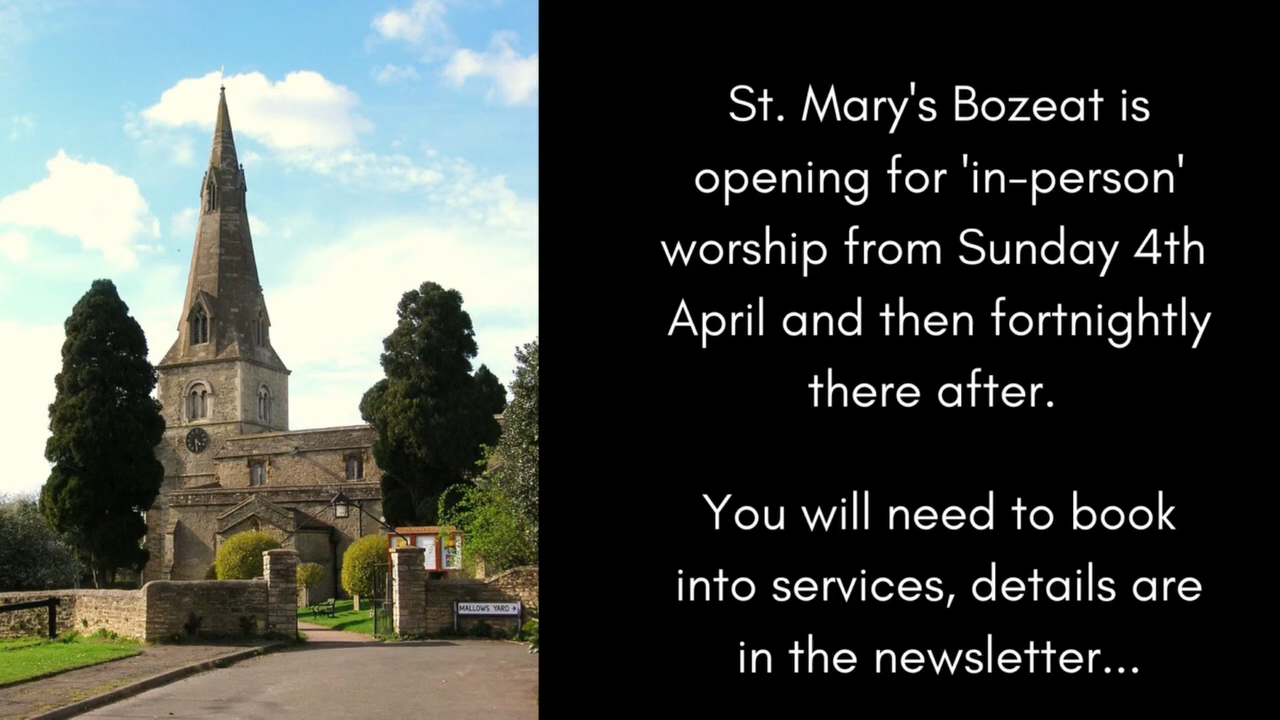 St. Mary's Bozeat is
opening for 'in-person'
worship from Sunday 4th
April and then fortnightly
there after.
You will need to book
into services, details are
in the newsletter...
MALLOWS YARD →